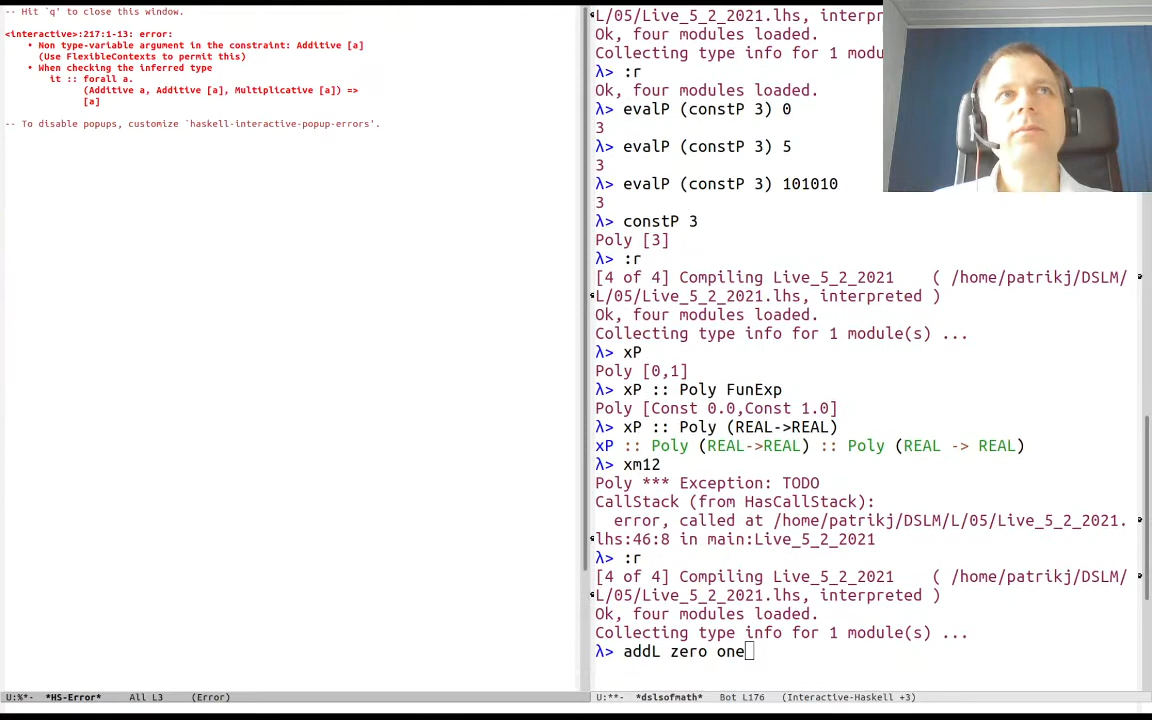 -- Hit `q' to close this window.
<interactive>:217:1-13: error:
• Non type-variable argument in the constraint: Additive [a]
(Use FlexibleContexts to permit this)
• When checking the inferred type
it :: forall a.
(Additive a, Additive [a], Multiplicative [a]) =>
[a]
-- To disable popups, customize `haskell-interactive-popup-errors'.
U:%*- *HS-Error* All L3 (Error)
L/05/Live_5_2_2021.lhs, interpr
Ok, four modules loaded.
Collecting type info for 1 modu
λ> :r
Ok, four modules loaded.
λ> evalP (constP 3) 0
3
λ> evalP (constP 3) 5
3
λ> evalP (constP 3) 101010
3
λ> constP 3
Poly [3]
λ> :r
[4 of 4] Compiling Live_5_2_2021 ( /home/patrikj/DSLM/
L/05/Live_5_2_2021.lhs, interpreted )
Ok, four modules loaded.
Collecting type info for 1 module(s) ...
λ> xP
Poly [0,1]
λ> xP :: Poly FunExp
Poly [Const 0.0,Const 1.0]
λ> xP :: Poly (REAL->REAL)
xP :: Poly (REAL->REAL) :: Poly (REAL -> REAL)
λ> xm12
Poly *** Exception: TODO
CallStack (from HasCallStack):
error, called at /home/patrikj/DSLM/L/05/Live_5_2_2021.
lhs:46:8 in main:Live_5_2_2021
λ> :r
[4 of 4] Compiling Live_5_2_2021 ( /home/patrikj/DSLM/
L/05/Live_5_2_2021.lhs, interpreted )
Ok, four modules loaded.
Collecting type info for 1 module(s) ...
λ> addL zero one
U:**- *dslsofmath* Bot L176 (Interactive-Haskell +3)